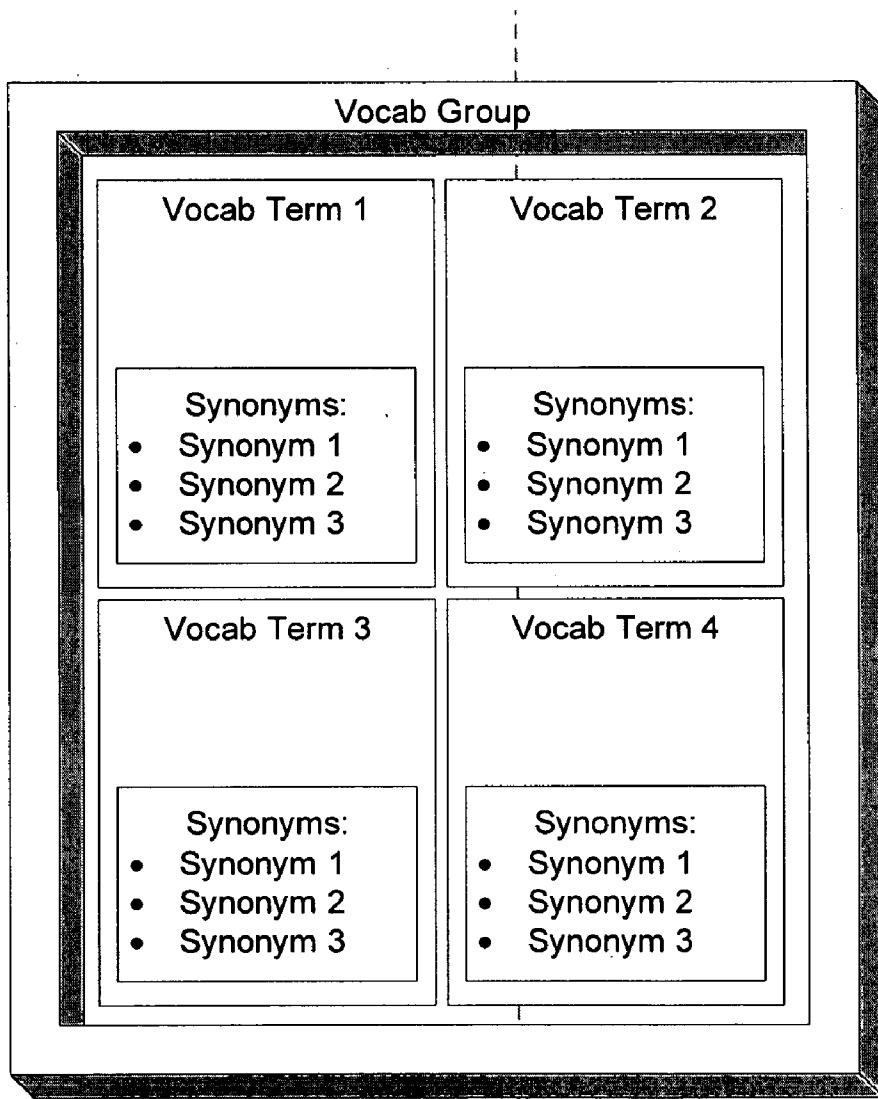 Vocab Group
Vocab Term 1
Synonyms:
• Synonym 1
• Synonym 2
• Synonym 3
Vocab Term 2
Synonyms:
• Synonym 1
• Synonym 2
• Synonym 3
Vocab Term 3
Synonyms:
• Synonym 1
• Synonym 2
• Synonym 3
Vocab Term 4
Synonyms:
• Synonym 1
• Synonym 2
• Synonym 3